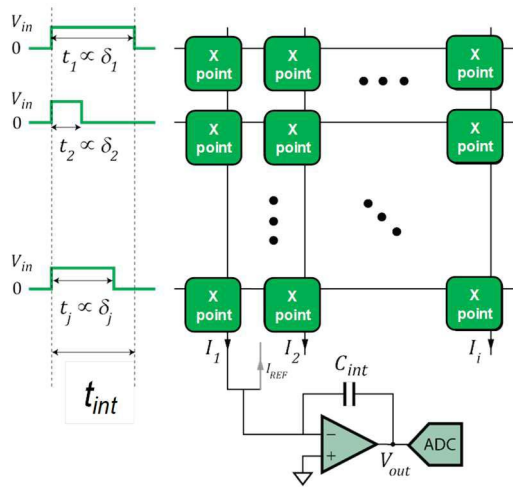 V_in
0
t_1 ∝ δ_1
X point
X point
X point
V_in
0
t_2 ∝ δ_2
X point
X point
X point
V_in
0
t_j ∝ δ_j
X point
X point
X point
t_int
I_1
I_REF
I_2
I_i
C_int
−
+
V_out
ADC